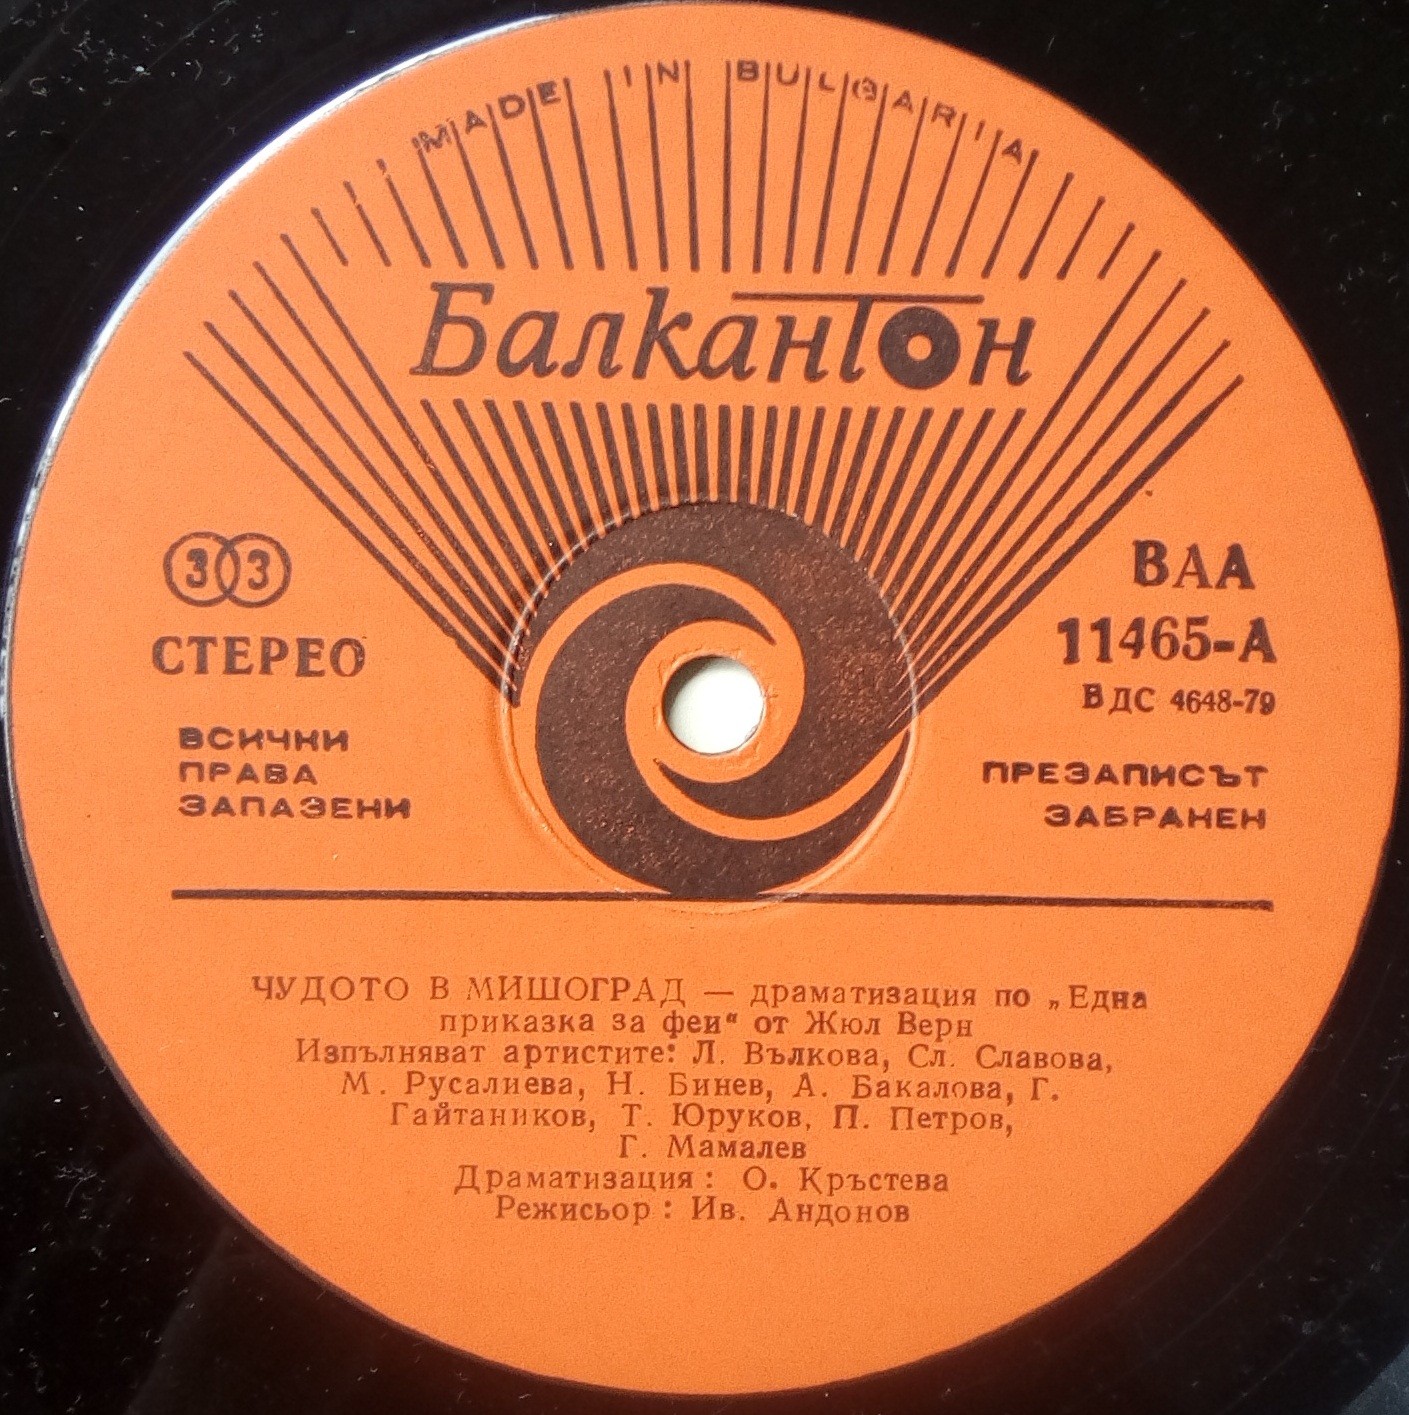 MADE IN BULGARIA
Балкантон
33
СТЕРЕО
ВСИЧКИ
ПРАВА
ЗАПАЗЕНИ
ВАА
11465-А
ВДС 4648-79
ПРЕЗАПИСЪТ
ЗАБРАНЕН
ЧУДОТО В МИШОГРАД — драматизация по „Една
приказка за феи“ от Жюл Верн
Изпълняват артистите: Л. Вълкова, Сл. Славова,
М. Русалиева, Н. Бинев, А. Бакалова, Г.
Гайтаников, Т. Юруков, П. Петров,
Г. Мамалев
Драматизация: О. Кръстева
Режисьор: Ив. Андонов